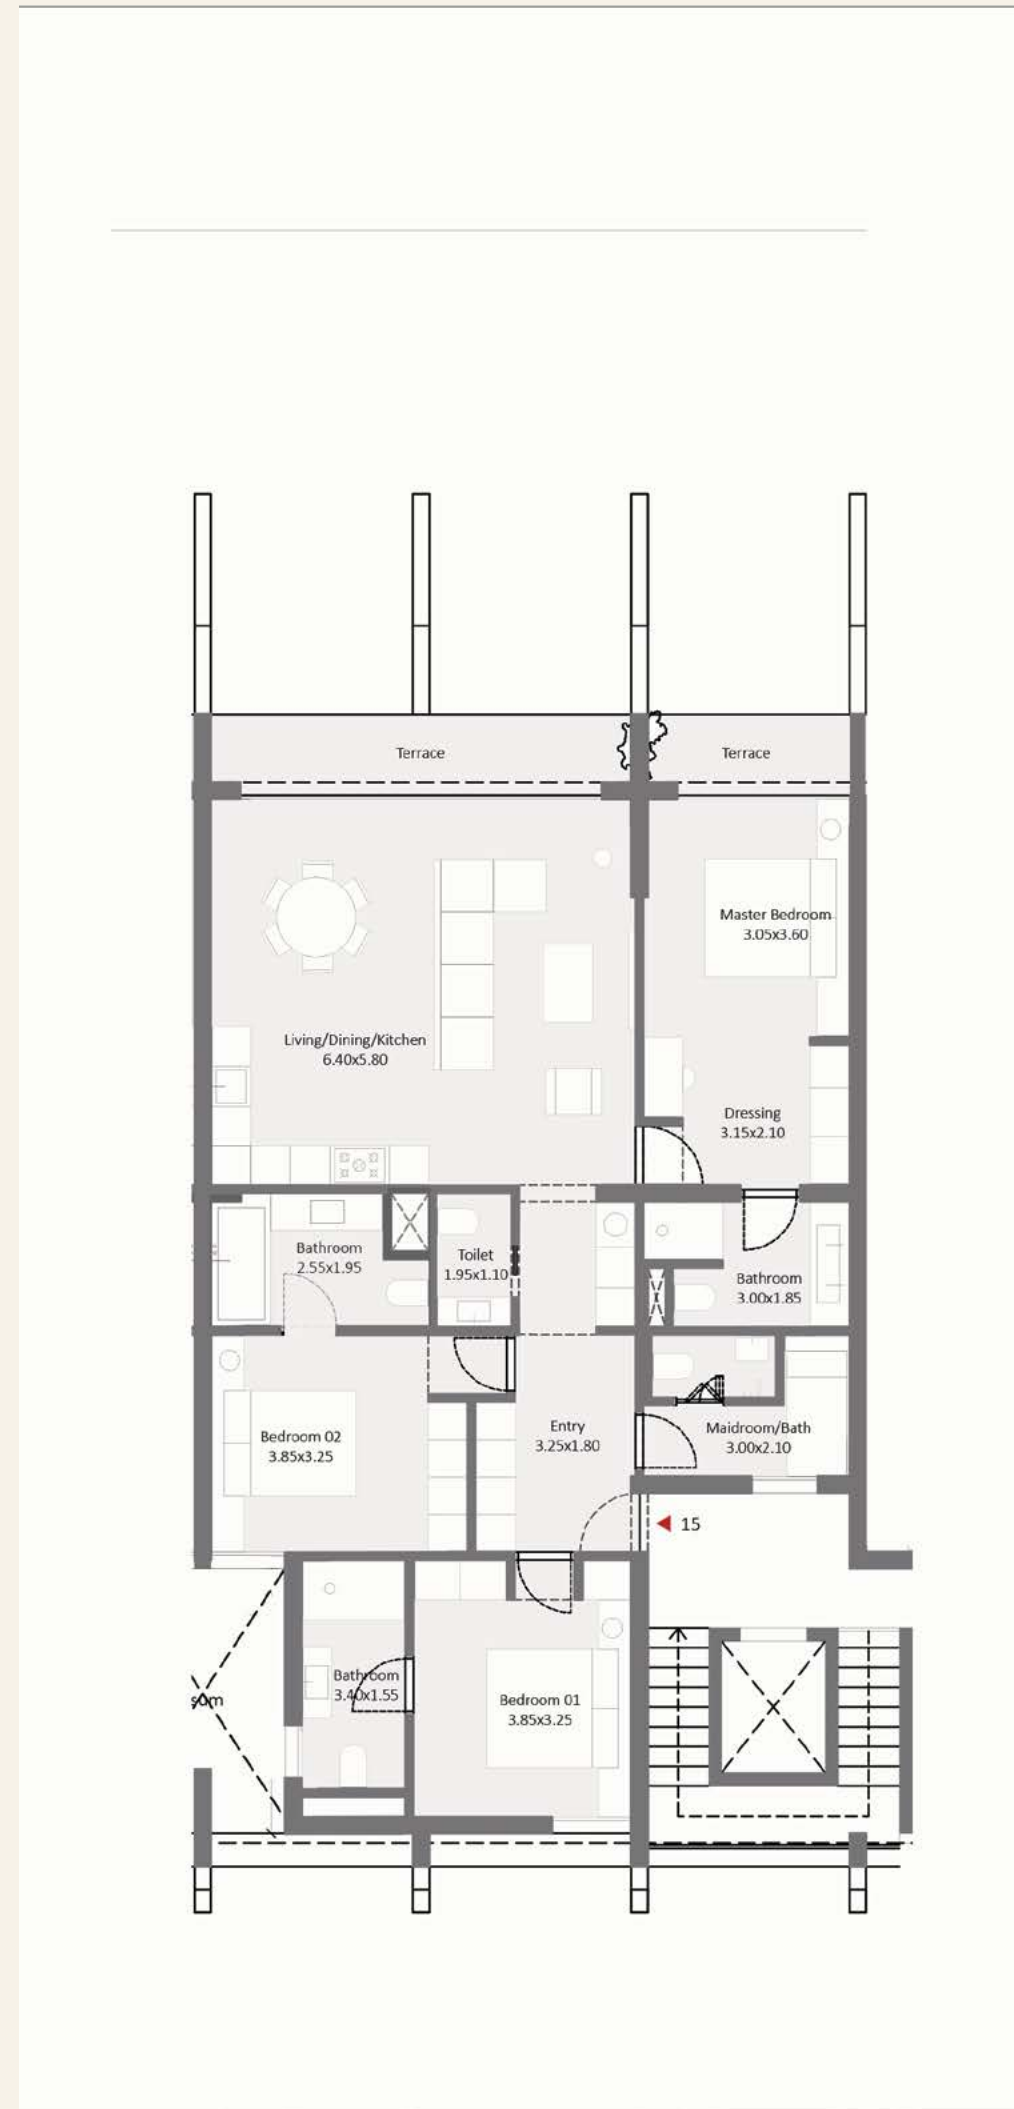 Terrace
Terrace
Master Bedroom
3.05x3.60
Living/Dining/Kitchen
6.40x5.80
Dressing
3.15x2.10
Bathroom
2.55x1.95
Toilet
1.95x1.10
Bathroom
3.00x1.85
Bedroom 02
3.85x3.25
Entry
3.25x1.80
Maidroom/Bath
3.00x2.10
15
Bathroom
3.40x1.55
Bedroom 01
3.85x3.25